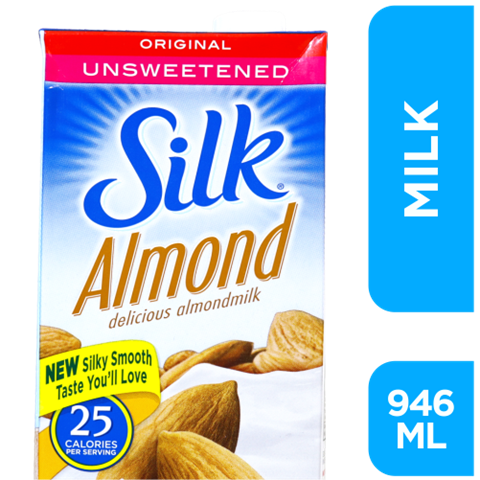 ORIGINAL
UNSWEETENED
Silk®
Almond
delicious almondmilk
NEW Silky Smooth
Taste You'll Love
25
CALORIES
PER SERVING
MILK
946
ML